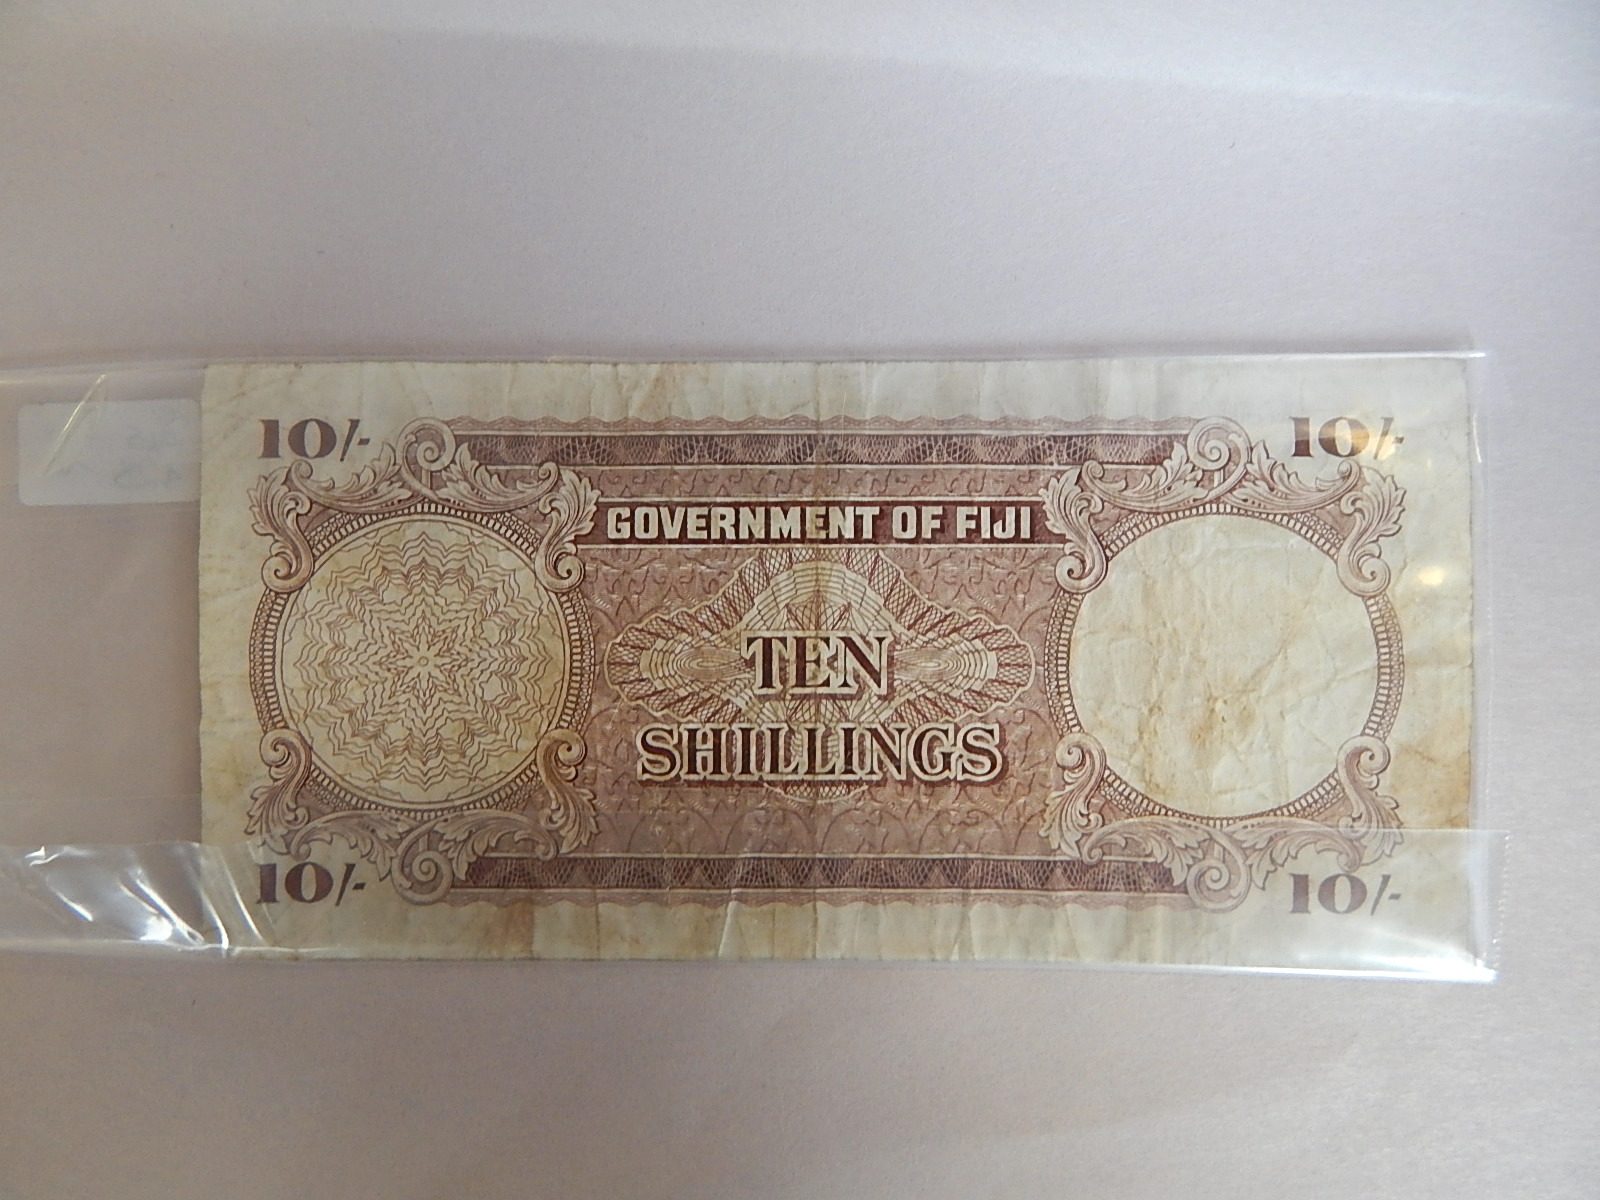 10/- 10/-
GOVERNMENT OF FIJI
TEN
SHILLINGS
10/- 10/-